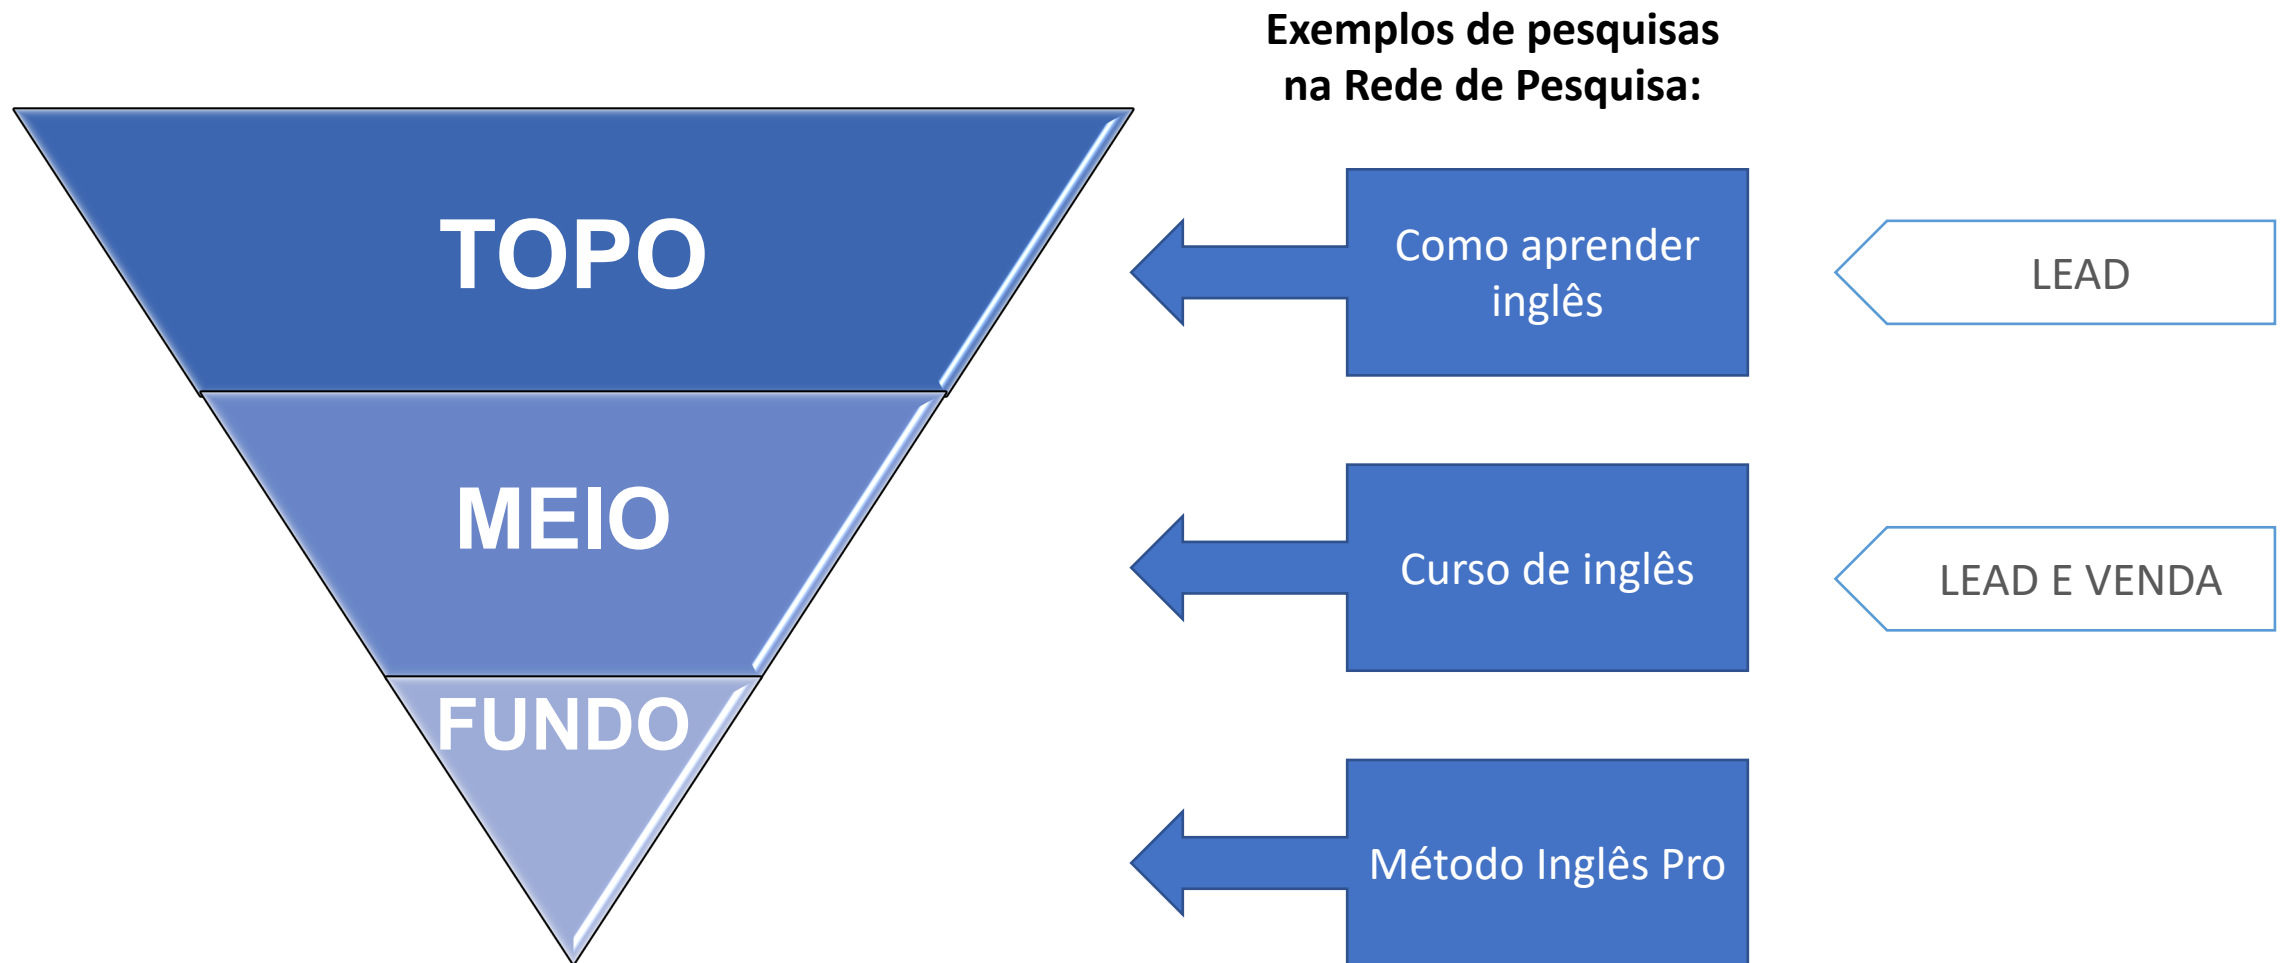 Exemplos de pesquisas
na Rede de Pesquisa:
TOPO
Como aprender
inglês
LEAD
MEIO
Curso de inglês
LEAD E VENDA
FUNDO
Método Inglês Pro